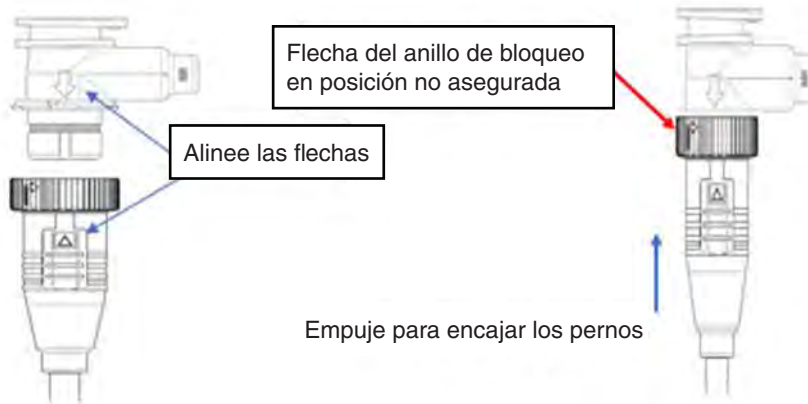 Flecha del anillo de bloqueo
en posición no asegurada
Alinee las flechas
Empuje para encajar los pernos